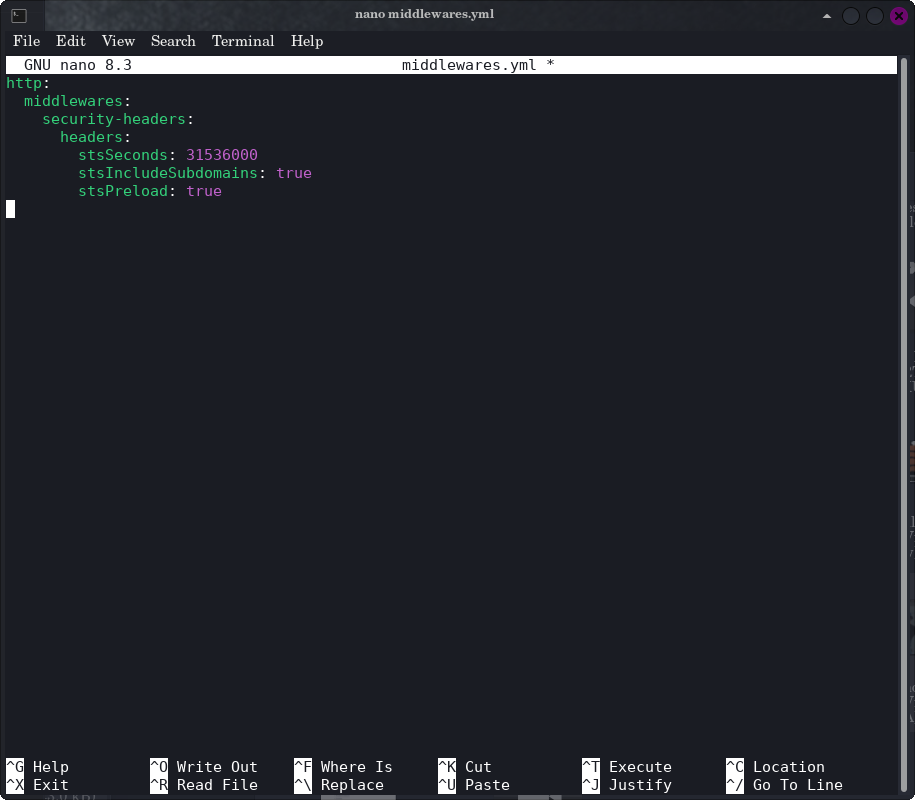 nano middlewares.yml
File Edit View Search Terminal Help
GNU nano 8.3 middlewares.yml *
http:
  middlewares:
    security-headers:
      headers:
        stsSeconds: 31536000
        stsIncludeSubdomains: true
        stsPreload: true
^G Help ^O Write Out ^F Where Is ^K Cut ^T Execute ^C Location
^X Exit ^R Read File ^\ Replace ^U Paste ^J Justify ^/ Go To Line